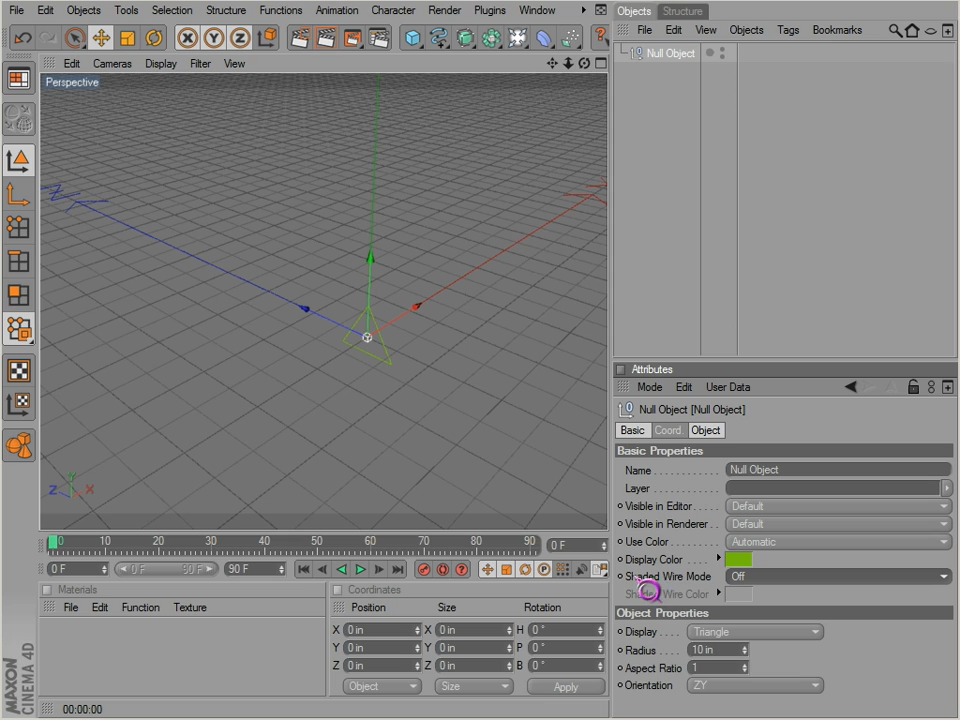 File Edit Objects Tools Selection Structure Functions Animation Character Render Plugins Window
X Y Z ?
Edit Cameras Display Filter View
Perspective
Z
Y
Z X
0 10 20 30 40 50 60 70 80 90 0 F
0 F 0 F 90 F 90 F
P
Materials
File Edit Function Texture
Coordinates
Position Size Rotation
X 0 in X 0 in H 0 °
Y 0 in Y 0 in P 0 °
Z 0 in Z 0 in B 0 °
Object Size Apply
MAXON
CINEMA 4D
00:00:00
Objects Structure
File Edit View Objects Tags Bookmarks
Null Object
Attributes
Mode Edit User Data
Null Object [Null Object]
Basic Coord. Object
Basic Properties
Name Null Object
Layer
Visible in Editor Default
Visible in Renderer Default
Use Color Automatic
Display Color
Shaded Wire Mode Off
Shaded Wire Color
Object Properties
Display Triangle
Radius 10 in
Aspect Ratio 1
Orientation ZY